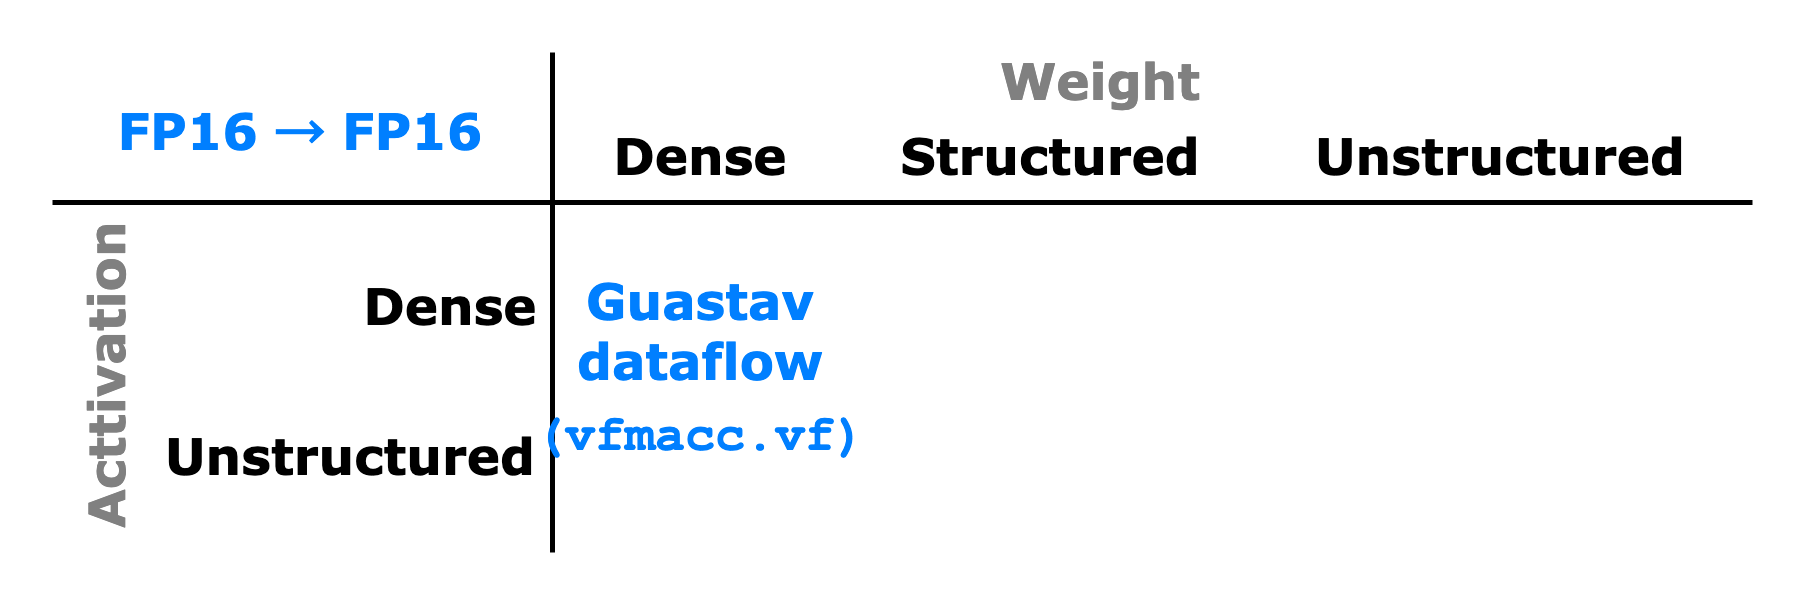 Weight
FP16 → FP16
Dense Structured Unstructured
Acttivation
Dense
Guastav
dataflow
(vfmacc.vf)
Unstructured